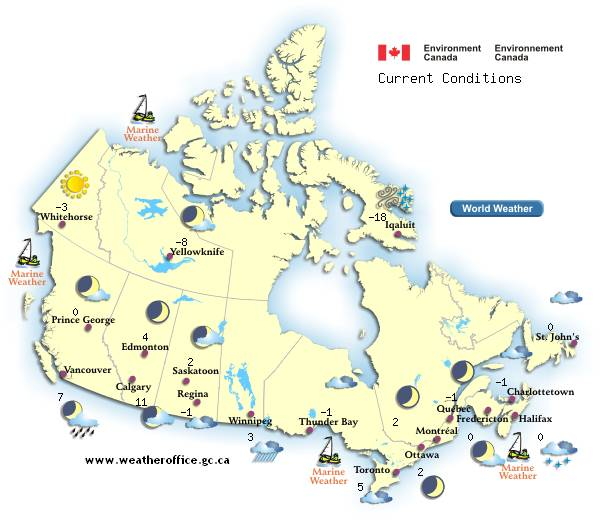 Environment Canada
Environnement Canada
Current Conditions
Marine Weather
World Weather
-3
Whitehorse
-18
Iqaluit
-8
Yellowknife
Marine Weather
0
Prince George
0
St. John's
4
Edmonton
2
Saskatoon
Vancouver
Calgary
Regina
-1
Charlottetown
7
11
-1
Winnipeg
-1
Thunder Bay
2
-1
Québec
Fredericton
Halifax
Montréal
3
Ottawa
0
0
Marine Weather
Marine Weather
www.weatheroffice.gc.ca
Toronto
5
2